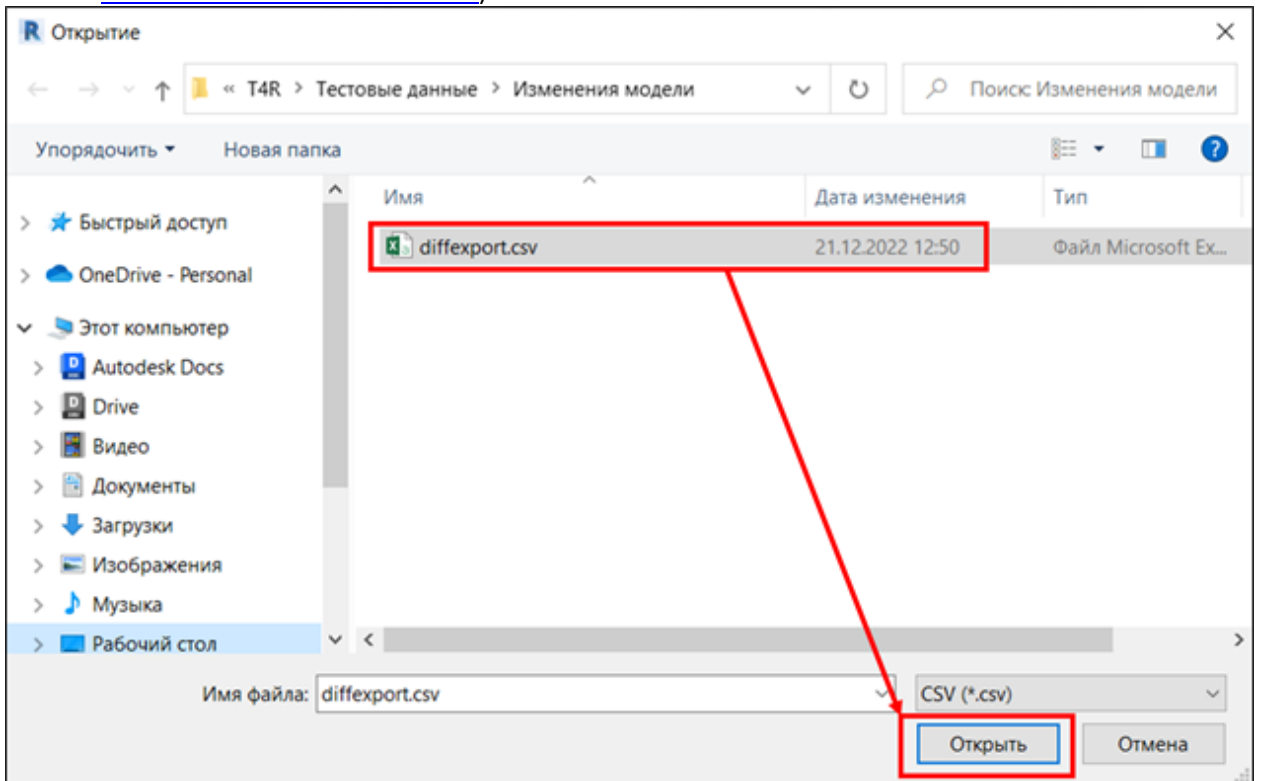 Открытие
« T4R > Тестовые данные > Изменения модели
Поиск: Изменения модели
Упорядочить
Новая папка
Имя
Дата изменения
Тип
Быстрый доступ
diffexport.csv
21.12.2022 12:50
Файл Microsoft Ex...
OneDrive - Personal
Этот компьютер
Autodesk Docs
Drive
Видео
Документы
Загрузки
Изображения
Музыка
Рабочий стол
Имя файла: diffexport.csv
CSV (*.csv)
Открыть
Отмена